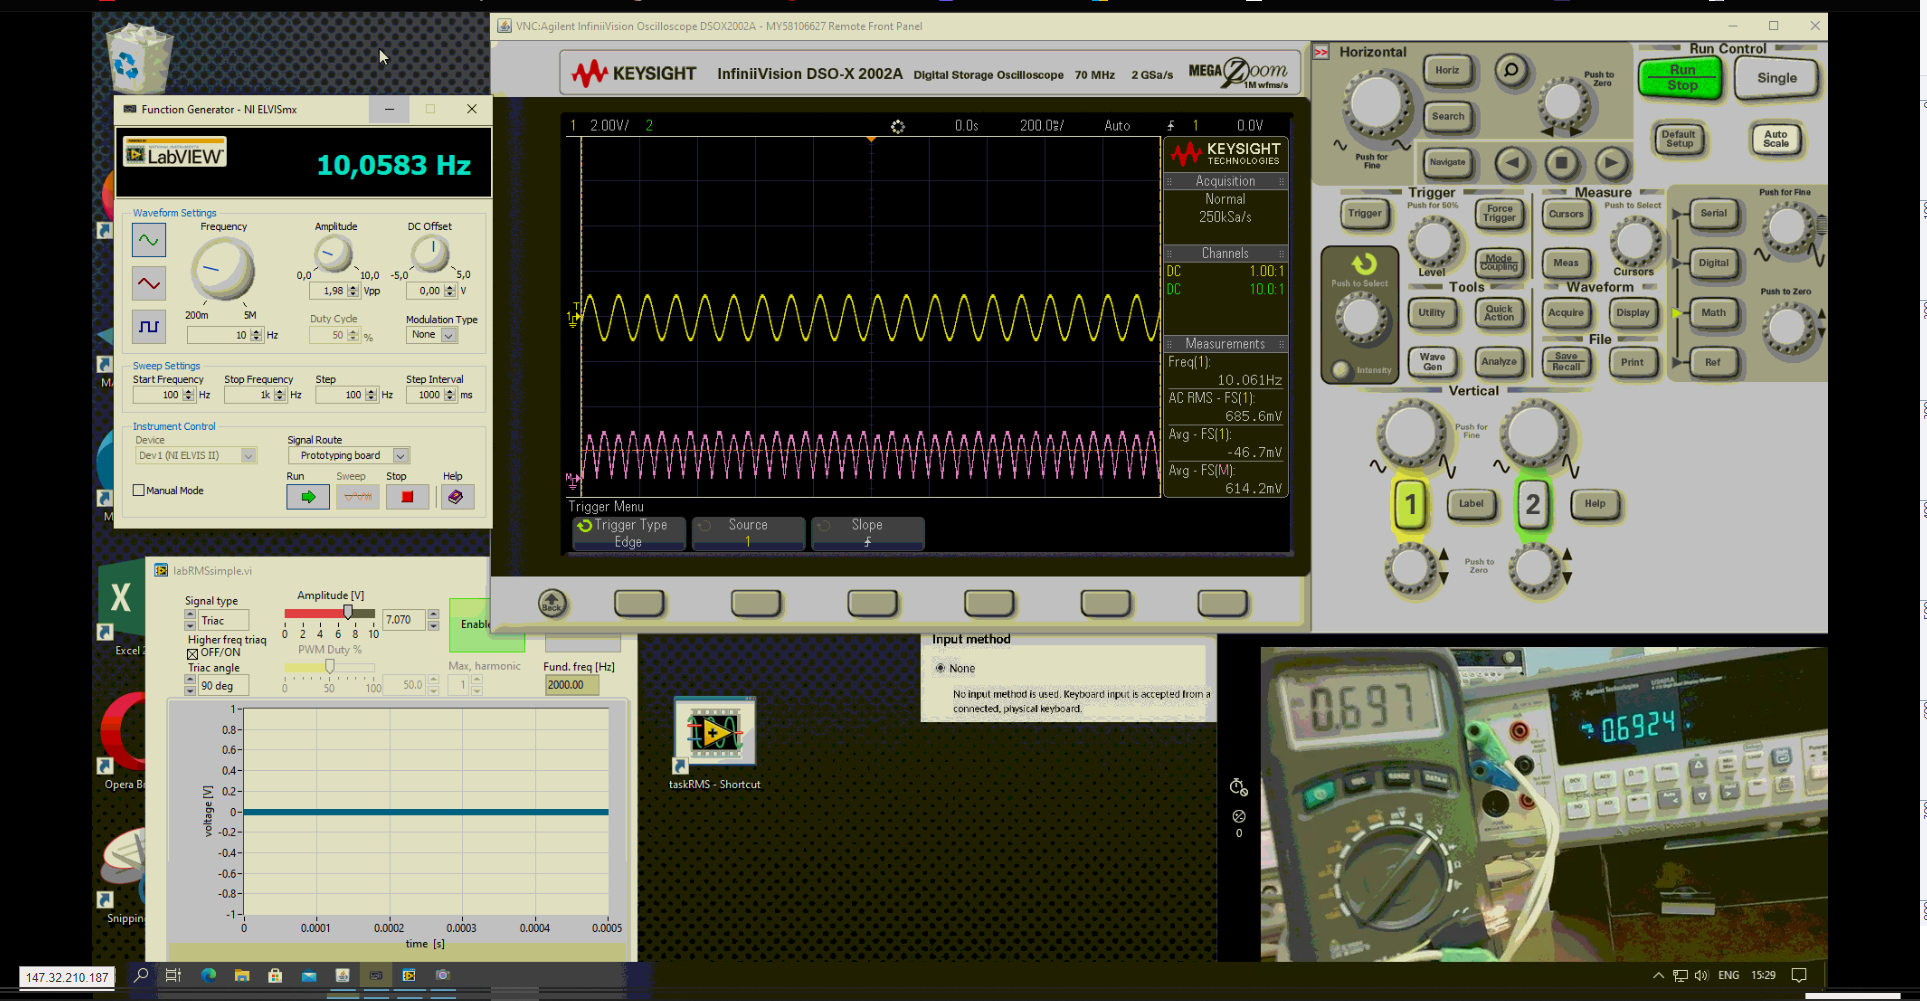 VNC:Agilent InfiniiVision Oscilloscope DSOX2002A - MY58106627 Remote Front Panel
KEYSIGHT InfiniiVision DSO-X 2002A Digital Storage Oscilloscope 70 MHz 2 GSa/s MEGA Zoom
1M wfms/s
Function Generator - NI ELVISmx
LabVIEW
10,0583 Hz
Waveform Settings
Frequency Amplitude DC Offset
0,0 10,0 -5,0 5,0
1,98 Vpp 0,00 V
200m 5M
Duty Cycle Modulation Type
10 Hz 50 % None
Sweep Settings
Start Frequency Stop Frequency Step Step Interval
100 Hz 1k Hz 100 Hz 1000 ms
Instrument Control
Device Signal Route
Dev1 (NI ELVIS II) Prototyping board
Run Sweep Stop Help
Manual Mode
1 2.00V/ 2 0.0s 200.0ms/ Auto 1 0.0V
KEYSIGHT
TECHNOLOGIES
Acquisition
Normal
250kSa/s
Channels
DC 1.00:1
DC 10.0:1
Measurements
Freq(1):
10.061Hz
AC RMS - FS(1):
685.6mV
Avg - FS(1):
-46.7mV
Avg - FS(M):
614.2mV
Trigger Menu
Trigger Type Source Slope
Edge 1
Back
Horizontal
Horiz
Push to Zero
Search
Push for Fine
Navigate
Run Control
Run Stop
Single
Default Setup
Auto Scale
Trigger
Push for 50%
Trigger
Force Trigger
Level
Mode Coupling
Measure
Push to Select
Cursors
Meas
Cursors
Push for Fine
Serial
Digital
Push to Zero
Math
Ref
Push to Select
Intensity
Tools
Utility
Quick Action
Wave Gen
Analyze
Waveform
Acquire
Display
File
Save Recall
Print
Vertical
Push for Fine
1 Label 2 Help
Push to Zero
labRMSsimple.vi
Signal type
Triac
Amplitude [V]
7.070
0 2 4 6 8 10
Enable
Higher freq triaq
OFF/ON
PWM Duty %
Triac angle
90 deg
0 50 100
50.0
Max, harmonic
1
Fund. freq [Hz]
2000.00
1
0.8
0.6
0.4
0.2
0
-0.2
-0.4
-0.6
-0.8
-1
voltage [V]
0 0.0001 0.0002 0.0003 0.0004 0.0005
time [s]
Excel
Opera B
Snippin
taskRMS - Shortcut
Input method
None
No input method is used. Keyboard input is accepted from a
connected, physical keyboard.
0
0.697
Agilent Technologies
0.6924
147.32.210.187
ENG 15:29